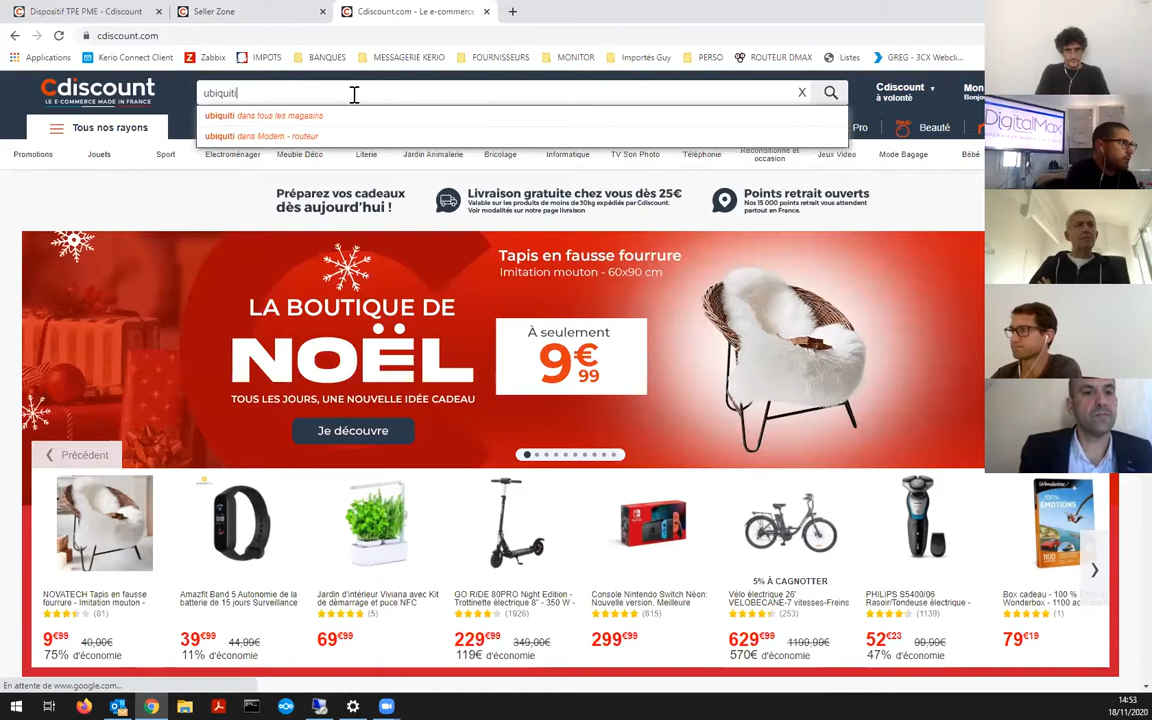 Dispositif TPE PME - Cdiscount
Seller Zone
Cdiscount.com - Le e-commerce
cdiscount.com
Applications
Kerio Connect Client
Zabbix
IMPOTS
BANQUES
MESSAGERIE KERIO
FOURNISSEURS
MONITOR
Importés Guy
PERSO
ROUTEUR DMAX
Listes
GREG - 3CX Webcli...
Cdiscount
LE E-COMMERCE MADE IN FRANCE
ubiquiti
X
Cdiscount
à volonté
Mon
ubiquiti dans tous les magasins
ubiquiti dans Modem - routeur
Tous nos rayons
Pro
Beauté
DigitalMax
Promotions
Jouets
Sport
Electroménager
Meuble Déco
Literie
Jardin Animalerie
Bricolage
Informatique
TV Son Photo
Téléphonie
Reconditionné et
occasion
Jeux Video
Mode Bagage
Bébé
Préparez vos cadeaux
dès aujourd'hui !
Livraison gratuite chez vous dès 25€
Valable sur les produits de moins de 30kg expédiés par Cdiscount.
Voir modalités sur notre page livraison
Points retrait ouverts
Nos 15 000 points retrait vous attendent
partout en France.
LA BOUTIQUE DE
NOËL
TOUS LES JOURS, UNE NOUVELLE IDÉE CADEAU
Je découvre
Tapis en fausse fourrure
Imitation mouton - 60x90 cm
À seulement
9€99
Précédent
5% À CAGNOTTER
NOVATECH Tapis en fausse
fourrure - Imitation mouton -
(81)
9€99 40,00€
75% d'économie
Amazfit Band 5 Autonomie de la
batterie de 15 jours Surveillance
39€99 44,99€
11% d'économie
Jardin d'intérieur Viviana avec Kit
de démarrage et puce NFC
(5)
69€99
GO RIDE 80PRO Night Edition -
Trottinette électrique 8" - 350 W -
(1926)
229€99 349,00€
119€ d'économie
Console Nintendo Switch Néon:
Nouvelle version, Meilleure
(615)
299€99
Vélo électrique 26'
VELOBECANE-7 vitesses-Freins
(253)
629€99 1199,99€
570€ d'économie
PHILIPS S5400/06
Rasoir/Tondeuse électrique -
(867)
52€23 99,99€
47% d'économie
Box cadeau - 100 %
Wonderbox - 1100
(1)
79€19
En attente de www.google.com...
14:53
18/11/2020